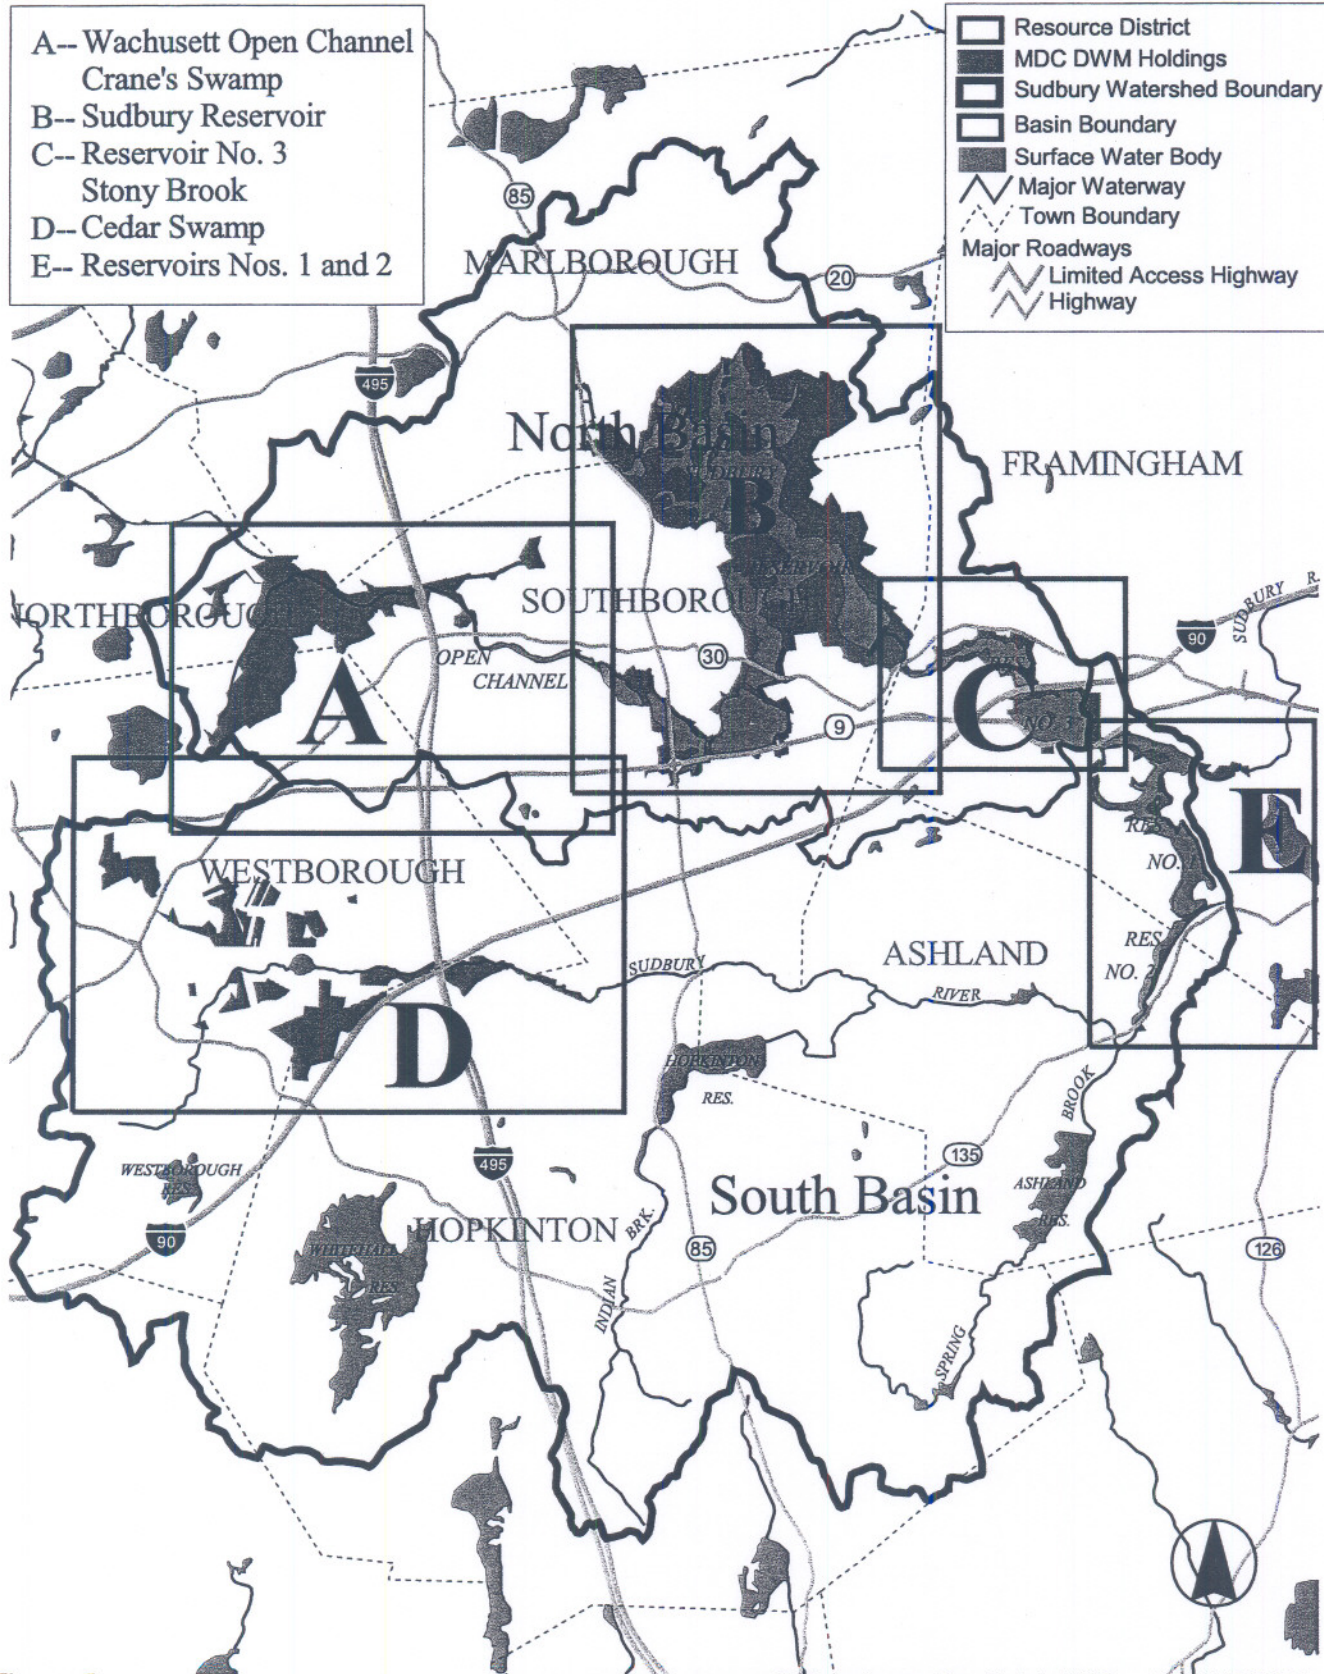 A-- Wachusett Open Channel
Crane's Swamp
B-- Sudbury Reservoir
C-- Reservoir No. 3
Stony Brook
D-- Cedar Swamp
E-- Reservoirs Nos. 1 and 2
Resource District
MDC DWM Holdings
Sudbury Watershed Boundary
Basin Boundary
Surface Water Body
Major Waterway
Town Boundary
Major Roadways
Limited Access Highway
Highway
85
MARLBOROUGH
20
495
North Basin
SUDBURY
B
RESERVOIR
FRAMINGHAM
NORTHBOROUGH
SOUTHBOROUGH
SUDBURY
R.
90
OPEN
CHANNEL
30
A
C
NO. 3
9
E
RES.
NO. 1
WESTBOROUGH
RES.
NO. 2
ASHLAND
SUDBURY
RIVER
D
HOPKINTON
RES.
BROOK
495
135
WESTBOROUGH
RES.
ASHLAND
RES.
South Basin
90
HOPKINTON
BRK.
85
126
WHITEHALL
RES.
INDIAN
SPRING